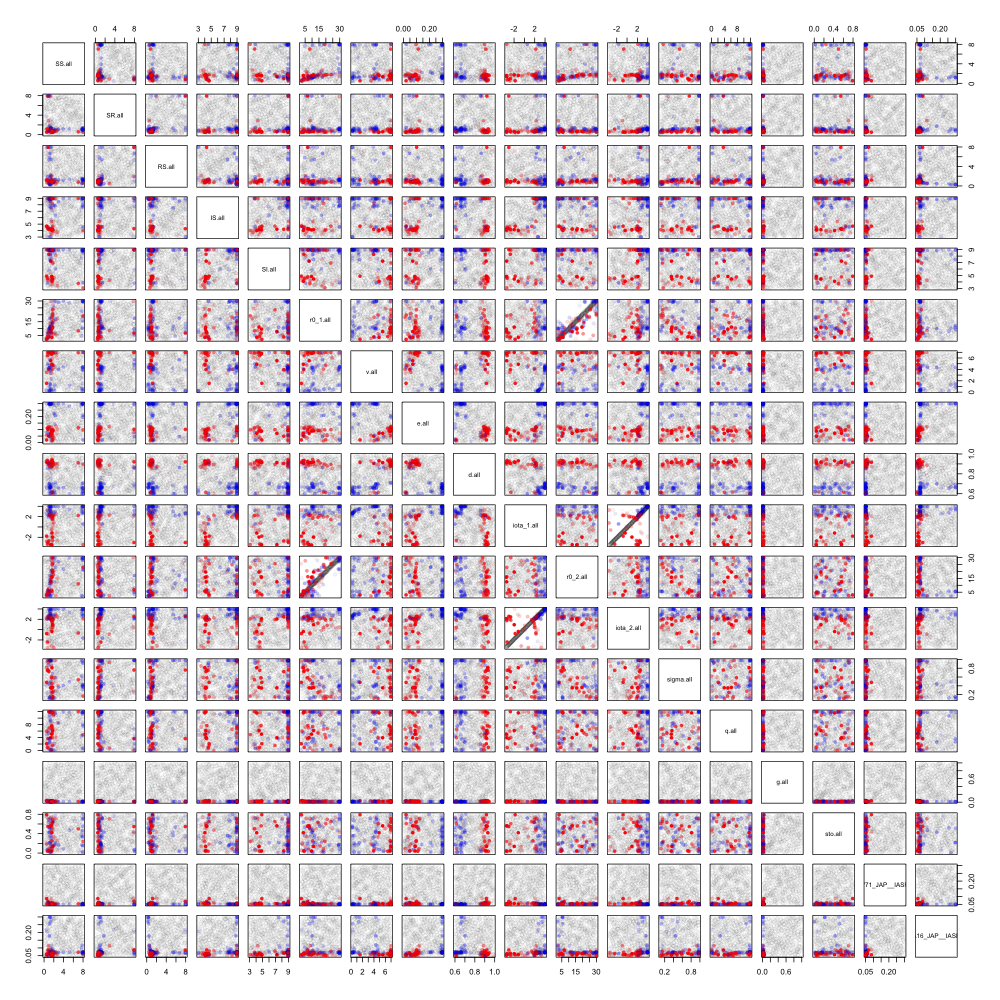 0 4 8 3 5 7 9 5 15 30 0.00 0.20 -2 2 -2 2 0 4 8 0.0 0.4 0.8 0.05 0.20
SS.all 0 4 8
0 4 8 SR.all
RS.all 0 4 8
3 5 7 9 IS.all
SI.all 3 5 7 9
5 15 30 r0_1.all
v.all 0 2 4 6
0.00 0.20 e.all
d.all 0.6 0.8 1.0
-2 2 iota_1.all
r0_2.all 5 15 30
-2 2 iota_2.all
sigma.all 0.2 0.8
0 4 8 q.all
g.all 0.0 0.6
0.0 0.4 0.8 sto.all
71_JAP__IASI 0.05 0.20
0.05 0.20 16_JAP__IASI
0 4 8 0 4 8 3 5 7 9 0 2 4 6 0.6 0.8 1.0 5 15 30 0.2 0.8 0.0 0.6 0.05 0.20